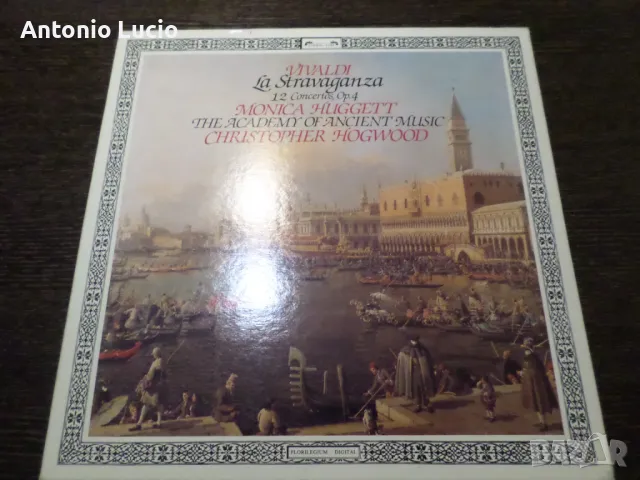 Antonio Lucio
VIVALDI
La Stravaganza
12 Concertos, Op.4
MONICA HUGGETT
THE ACADEMY OF ANCIENT MUSIC
CHRISTOPHER HOGWOOD
FLORILEGIUM DIGITAL
BAZAR